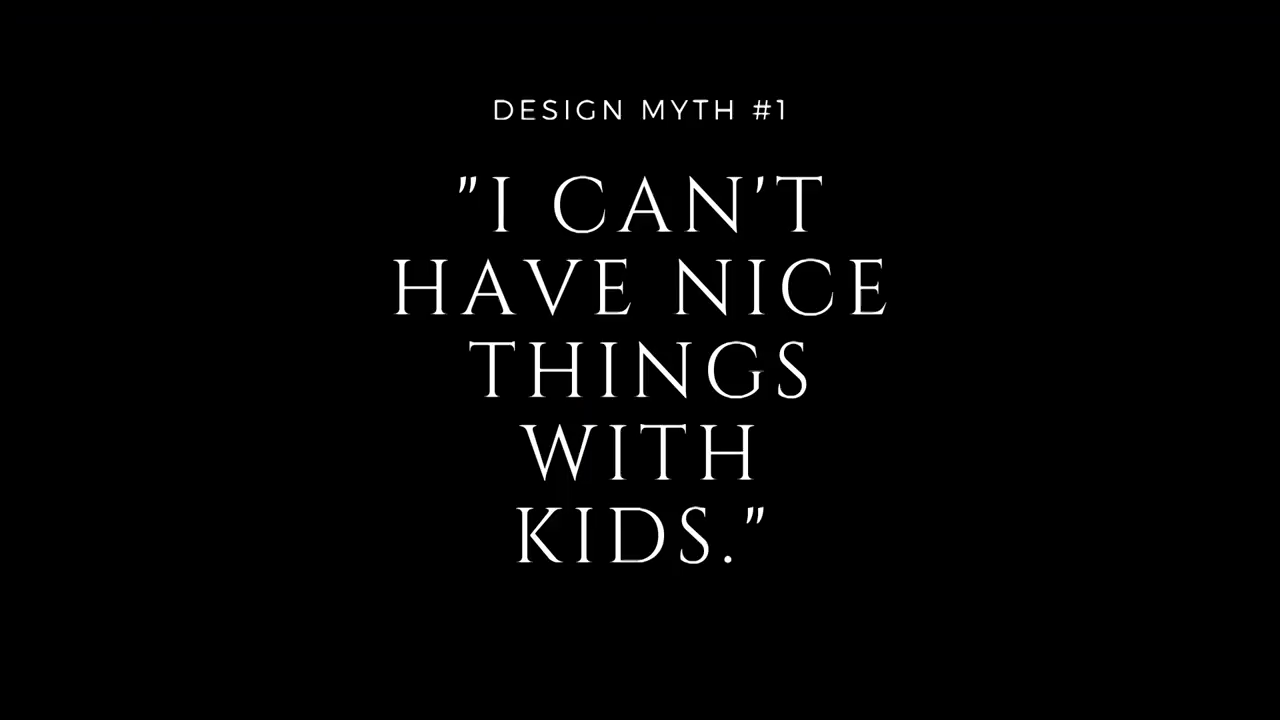 DESIGN MYTH #1
"I CAN'T
HAVE NICE
THINGS
WITH
KIDS."